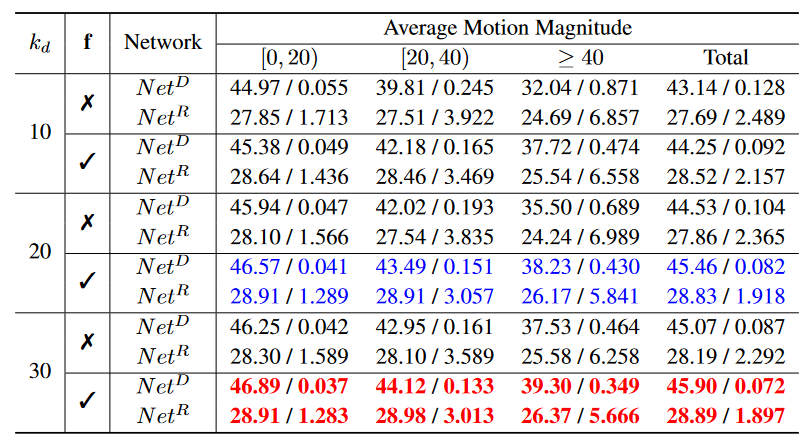 k_d f Network Average Motion Magnitude
[0, 20) [20, 40) ≥ 40 Total
10 ✗ Net^D 44.97 / 0.055 39.81 / 0.245 32.04 / 0.871 43.14 / 0.128
Net^R 27.85 / 1.713 27.51 / 3.922 24.69 / 6.857 27.69 / 2.489
✓ Net^D 45.38 / 0.049 42.18 / 0.165 37.72 / 0.474 44.25 / 0.092
Net^R 28.64 / 1.436 28.46 / 3.469 25.54 / 6.558 28.52 / 2.157
20 ✗ Net^D 45.94 / 0.047 42.02 / 0.193 35.50 / 0.689 44.53 / 0.104
Net^R 28.10 / 1.566 27.54 / 3.835 24.24 / 6.989 27.86 / 2.365
✓ Net^D 46.57 / 0.041 43.49 / 0.151 38.23 / 0.430 45.46 / 0.082
Net^R 28.91 / 1.289 28.91 / 3.057 26.17 / 5.841 28.83 / 1.918
30 ✗ Net^D 46.25 / 0.042 42.95 / 0.161 37.53 / 0.464 45.07 / 0.087
Net^R 28.30 / 1.589 28.10 / 3.589 25.58 / 6.258 28.19 / 2.292
✓ Net^D 46.89 / 0.037 44.12 / 0.133 39.30 / 0.349 45.90 / 0.072
Net^R 28.91 / 1.283 28.98 / 3.013 26.37 / 5.666 28.89 / 1.897